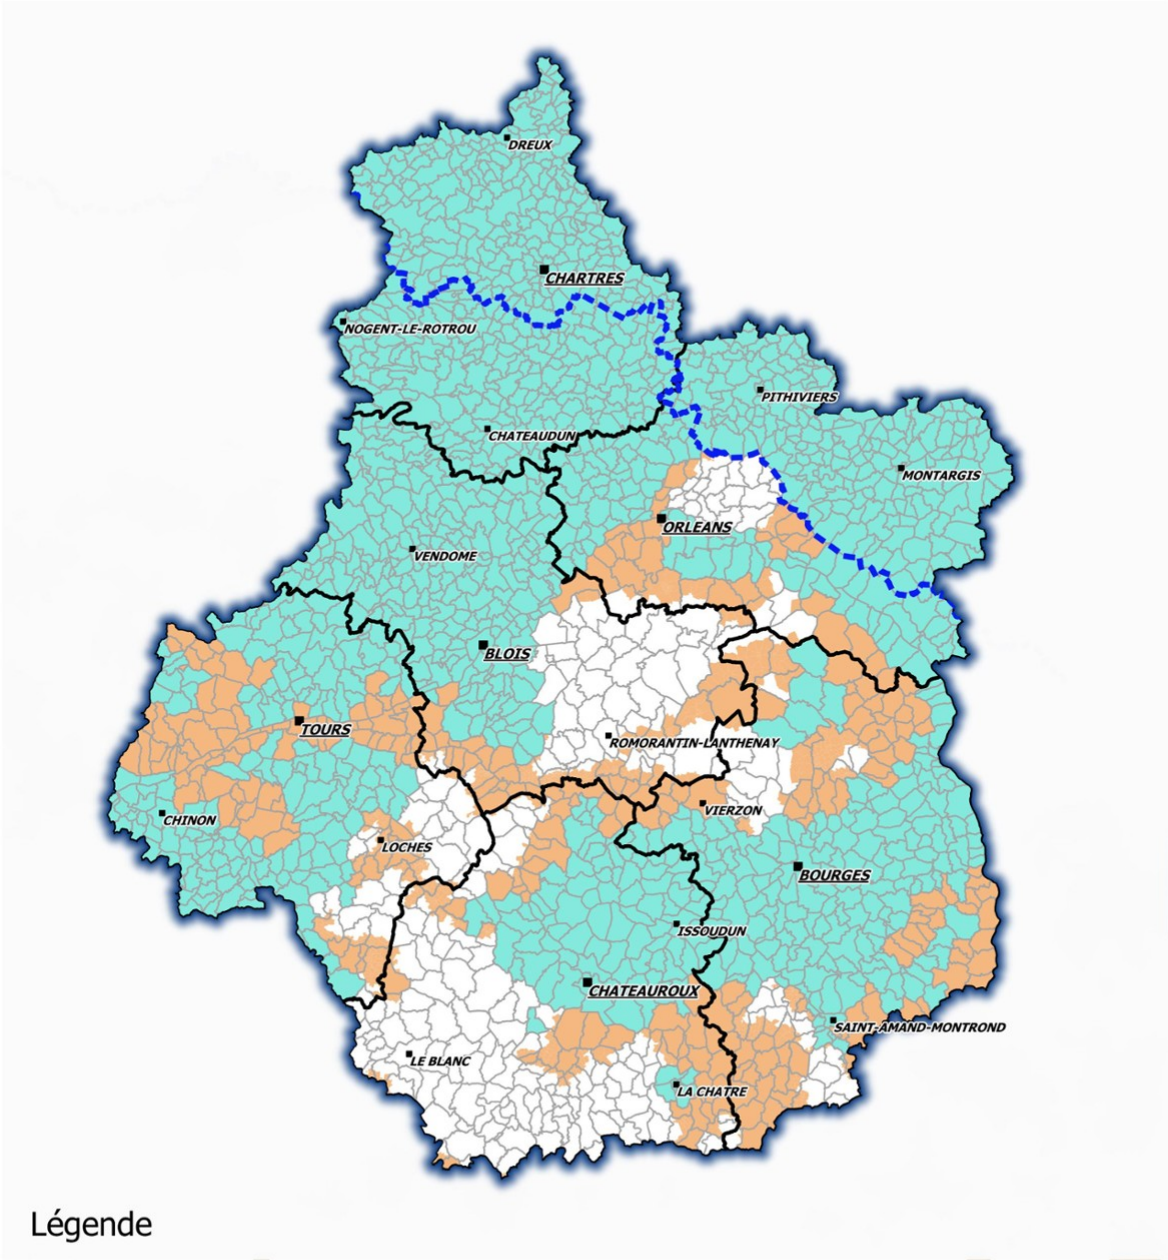 DREUX
CHARTRES
NOGENT-LE-ROTROU
PITHIVIERS
CHATEAUDUN
MONTARGIS
ORLEANS
VENDOME
BLOIS
TOURS
ROMORANTIN-LANTHENAY
VIERZON
CHINON
LOCHES
BOURGES
ISSOUDUN
CHATEAUROUX
SAINT-AMAND-MONTROND
LE BLANC
LA CHATRE
Légende